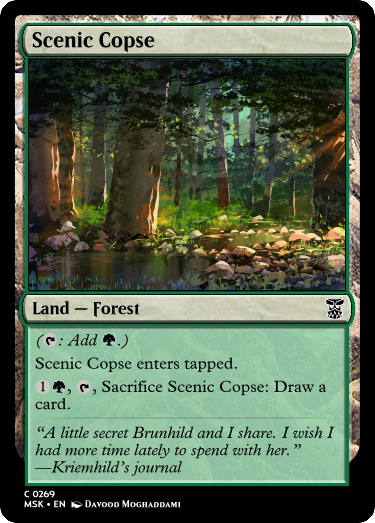 Scenic Copse
Land — Forest
(: Add .)
Scenic Copse enters tapped.
1, , Sacrifice Scenic Copse: Draw a
card.
“A little secret Brunhild and I share. I wish I
had more time lately to spend with her.”
—Kriemhild’s journal
C 0269
MSK • EN Davood Moghaddami